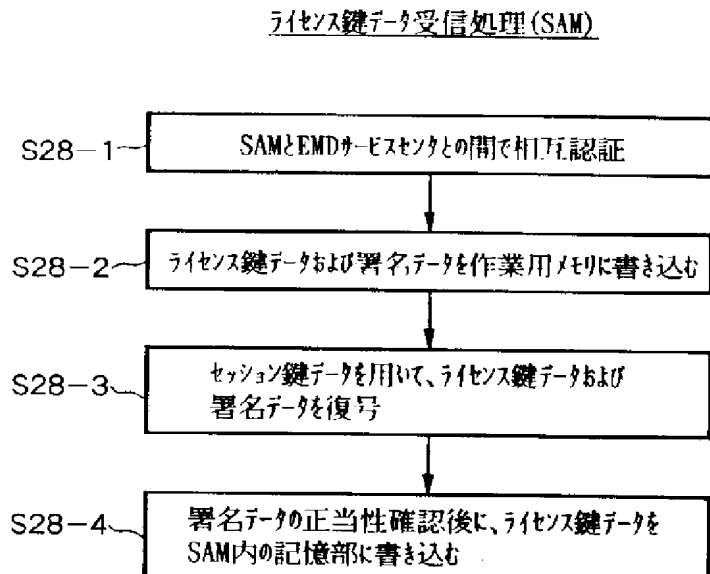 ライセンス鍵データ受信処理(SAM)
S28-1
SAMとEMDサービスセンタとの間で相互認証
S28-2
ライセンス鍵データおよび署名データを作業用メモリに書き込む
S28-3
セッション鍵データを用いて、ライセンス鍵データおよび
署名データを復号
S28-4
署名データの正当性確認後に、ライセンス鍵データを
SAM内の記憶部に書き込む